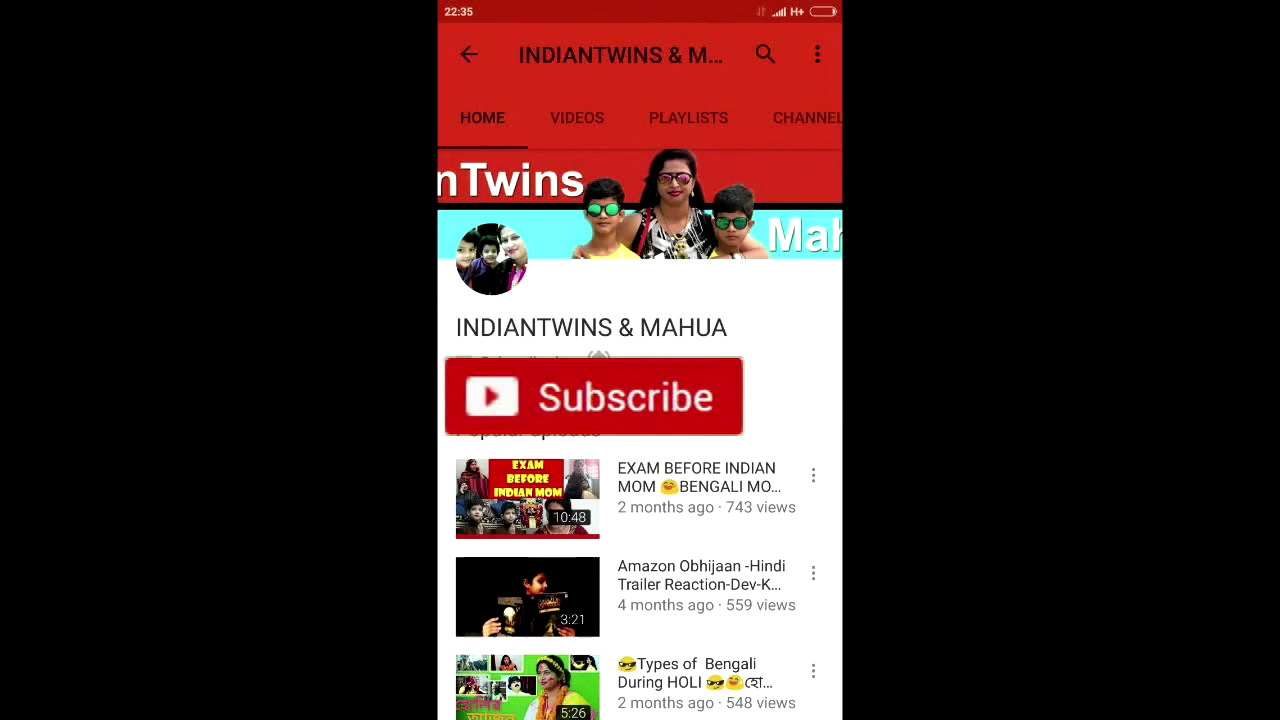 22:35
H+
INDIANTWINS & M...
HOME
VIDEOS
PLAYLISTS
CHANNEL
nTwins
Mah
INDIANTWINS & MAHUA
Subscribe
Popular uploads
EXAM
BEFORE
INDIAN MOM
10:48
EXAM BEFORE INDIAN
MOM 😅BENGALI MO...
2 months ago · 743 views
3:21
Amazon Obhijaan -Hindi
Trailer Reaction-Dev-K...
4 months ago · 559 views
5:26
😎Types of Bengali
During HOLI 😎😅হো...
2 months ago · 548 views